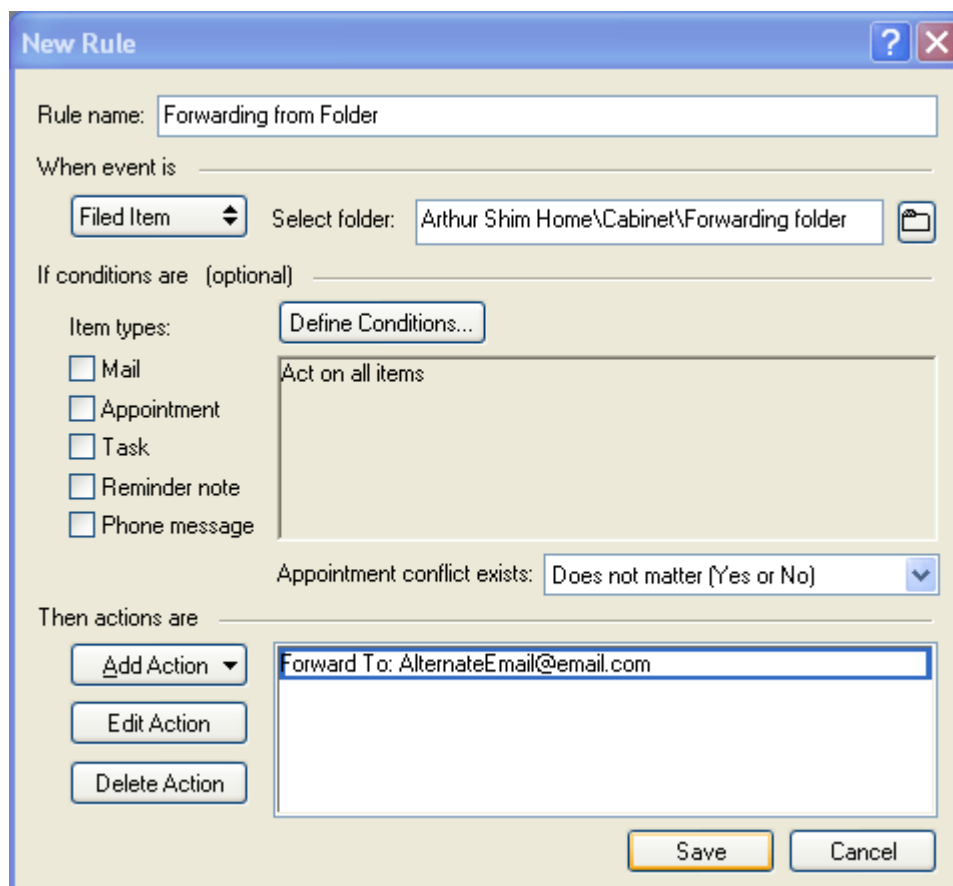 New Rule
Rule name: Forwarding from Folder
When event is
Filed Item Select folder: Arthur Shim Home\Cabinet\Forwarding folder
If conditions are (optional)
Item types: Define Conditions...
Mail
Act on all items
Appointment
Task
Reminder note
Phone message
Appointment conflict exists: Does not matter (Yes or No)
Then actions are
Add Action Forward To: AlternateEmail@email.com
Edit Action
Delete Action
Save Cancel